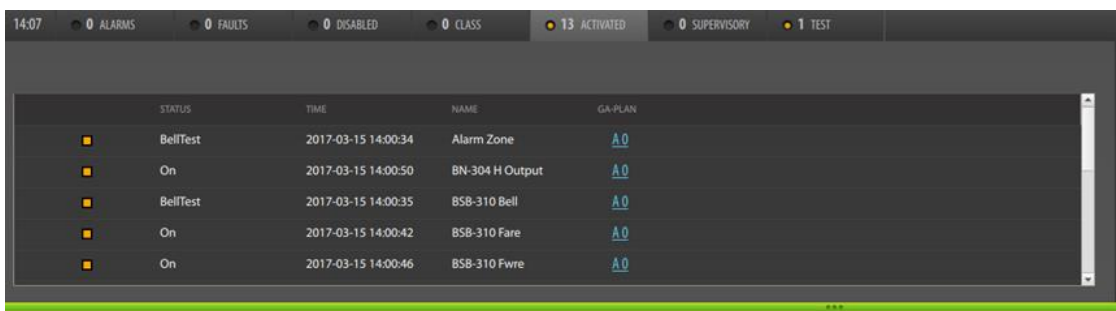 14:07 0 ALARMS 0 FAULTS 0 DISABLED 0 CLASS 13 ACTIVATED 0 SUPERVISORY 1 TEST
STATUS TIME NAME GA-PLAN
BellTest 2017-03-15 14:00:34 Alarm Zone A 0
On 2017-03-15 14:00:50 BN-304 H Output A 0
BellTest 2017-03-15 14:00:35 BSB-310 Bell A 0
On 2017-03-15 14:00:42 BSB-310 Fare A 0
On 2017-03-15 14:00:46 BSB-310 Fwre A 0